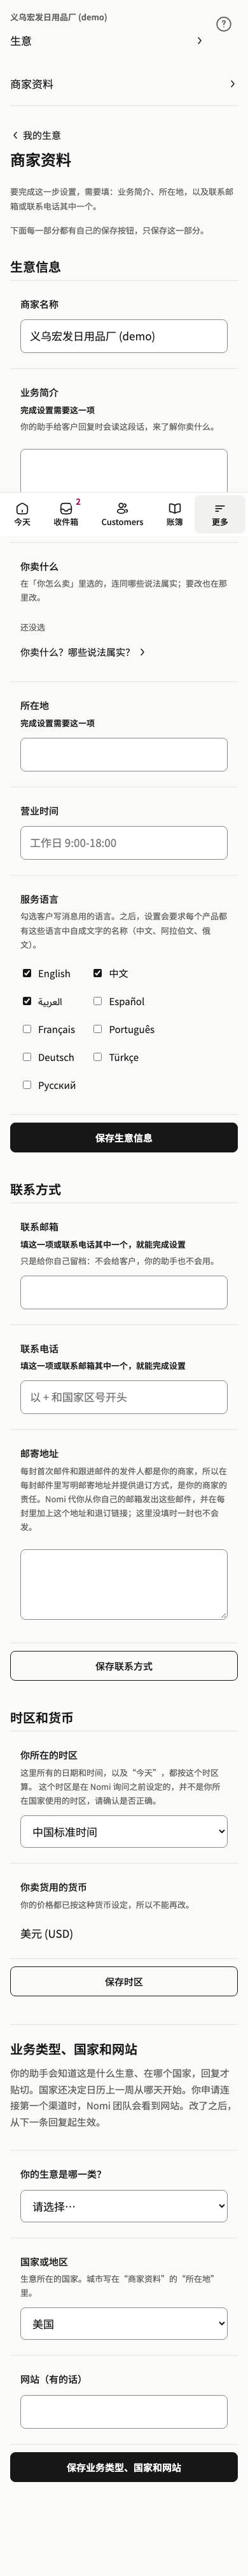 义乌宏发日用品厂 (demo)
生意
商家资料
我的生意
商家资料
要完成这一步设置，需要填：业务简介、所在地，以及联系邮
箱或联系电话其中一个。
下面每一部分都有自己的保存按钮，只保存这一部分。
生意信息
商家名称
义乌宏发日用品厂 (demo)
业务简介
完成设置需要这一项
你的助手给客户回复时会读这段话，来了解你卖什么。
今天
收件箱
2
Customers
账簿
更多
你卖什么
在「你怎么卖」里选的，连同哪些说法属实；要改也在那
里改。
还没选
你卖什么？哪些说法属实？
所在地
完成设置需要这一项
营业时间
工作日 9:00-18:00
服务语言
勾选客户写消息用的语言。之后，设置会要求每个产品都
有这些语言中自成文字的名称（中文、阿拉伯文、俄
文）。
English
中文
العربية
Español
Français
Português
Deutsch
Türkçe
Русский
保存生意信息
联系方式
联系邮箱
填这一项或联系电话其中一个，就能完成设置
只是给你自己留档：不会给客户，你的助手也不会用。
联系电话
填这一项或联系邮箱其中一个，就能完成设置
以 + 和国家区号开头
邮寄地址
每封首次邮件和跟进邮件的发件人都是你的商家，所以在
每封邮件里写明邮寄地址并提供退订方式，是你的商家的
责任。Nomi 代你从你自己的邮箱发出这些邮件，并在每
封里加上这个地址和退订链接；这里没填时一封也不会
发。
保存联系方式
时区和货币
你所在的时区
这里所有的日期和时间，以及“今天”，都按这个时区
算。 这个时区是在 Nomi 询问之前设定的，并不是你所
在国家使用的时区，请确认是否正确。
中国标准时间
你卖货用的货币
你的价格都已按这种货币设定，所以不能再改。
美元 (USD)
保存时区
业务类型、国家和网站
你的助手会知道这是什么生意、在哪个国家，回复才
贴切。国家还决定日历上一周从哪天开始。你申请连
接第一个渠道时，Nomi 团队会看到网站。改了之后，
从下一条回复起生效。
你的生意是哪一类？
请选择…
国家或地区
生意所在的国家。城市写在“商家资料”的“所在地”
里。
美国
网站（有的话）
保存业务类型、国家和网站